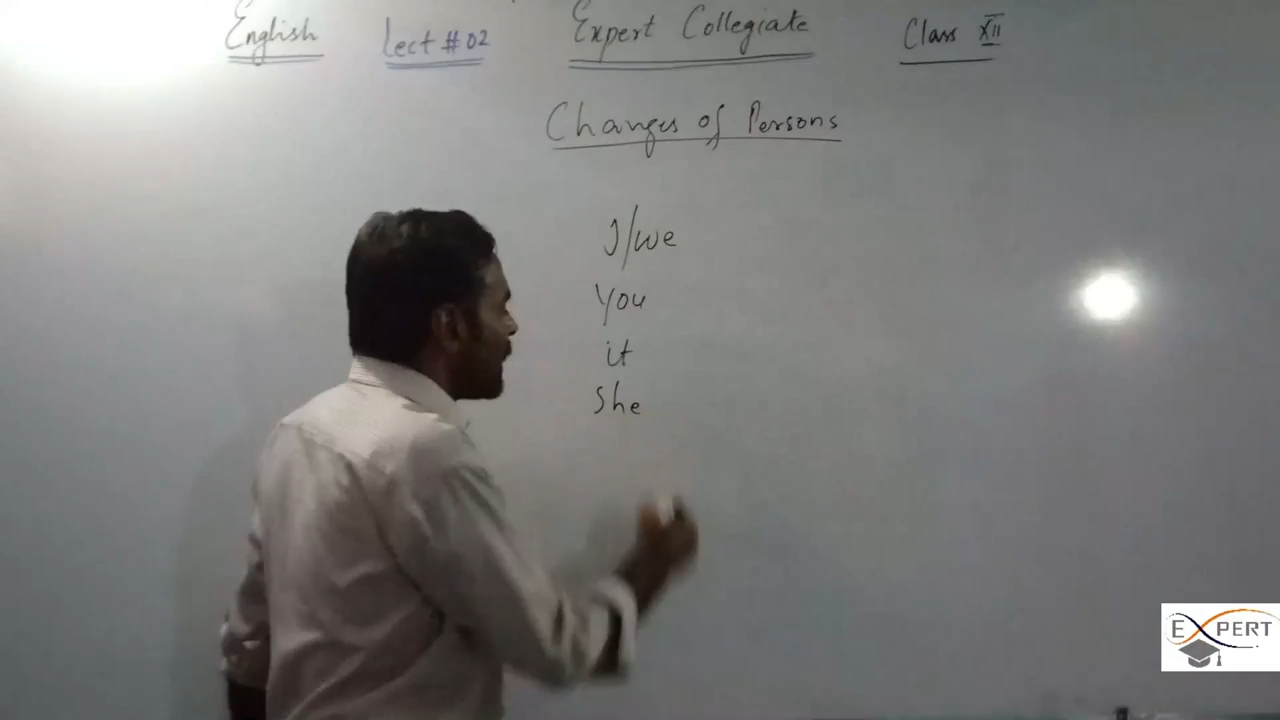 English Lect # 02 Expert Collegiate Class XII
Changes of Persons
I/we
You
it
She
EXPERT